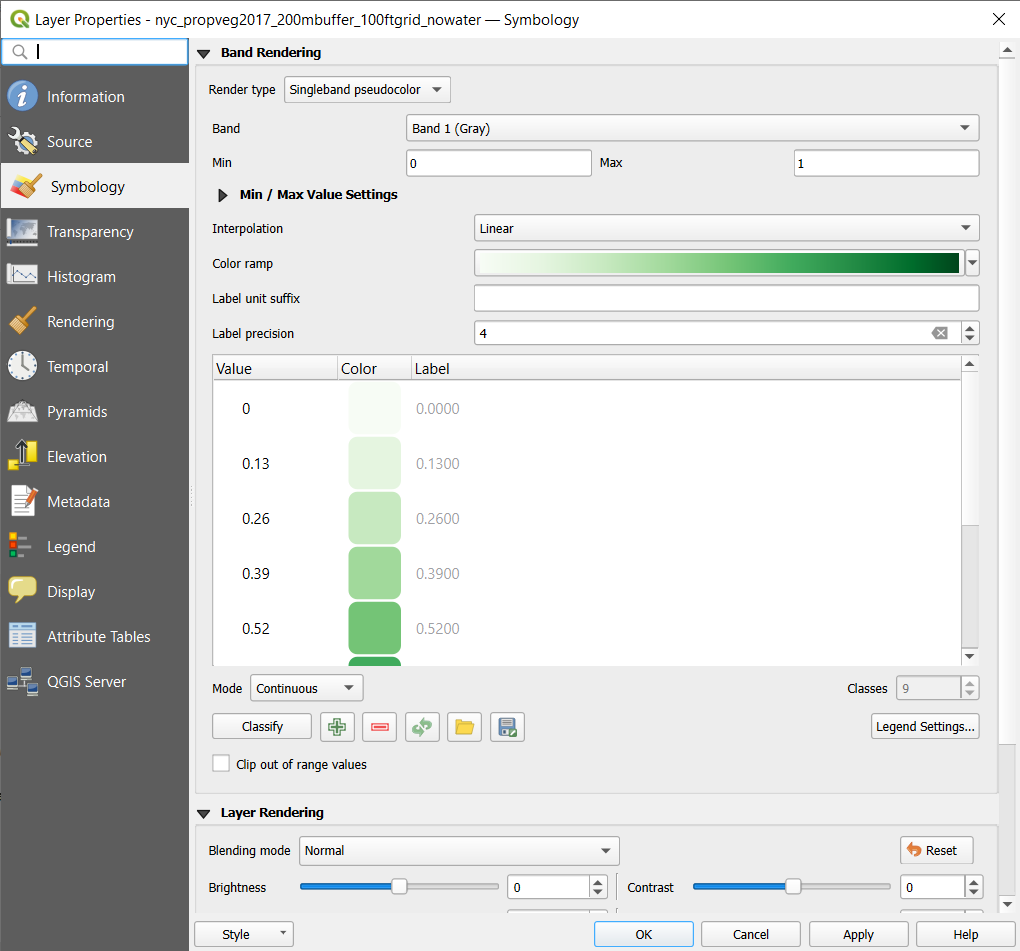 Layer Properties - nyc_propveg2017_200mbuffer_100ftgrid_nowater — Symbology
Information
Source
Symbology
Transparency
Histogram
Rendering
Temporal
Pyramids
Elevation
Metadata
Legend
Display
Attribute Tables
QGIS Server
Band Rendering
Render type Singleband pseudocolor
Band Band 1 (Gray)
Min 0 Max 1
Min / Max Value Settings
Interpolation Linear
Color ramp
Label unit suffix
Label precision 4
Value Color Label
0 0.0000
0.13 0.1300
0.26 0.2600
0.39 0.3900
0.52 0.5200
Mode Continuous Classes 9
Classify Legend Settings...
Clip out of range values
Layer Rendering
Blending mode Normal Reset
Brightness 0 Contrast 0
Style OK Cancel Apply Help